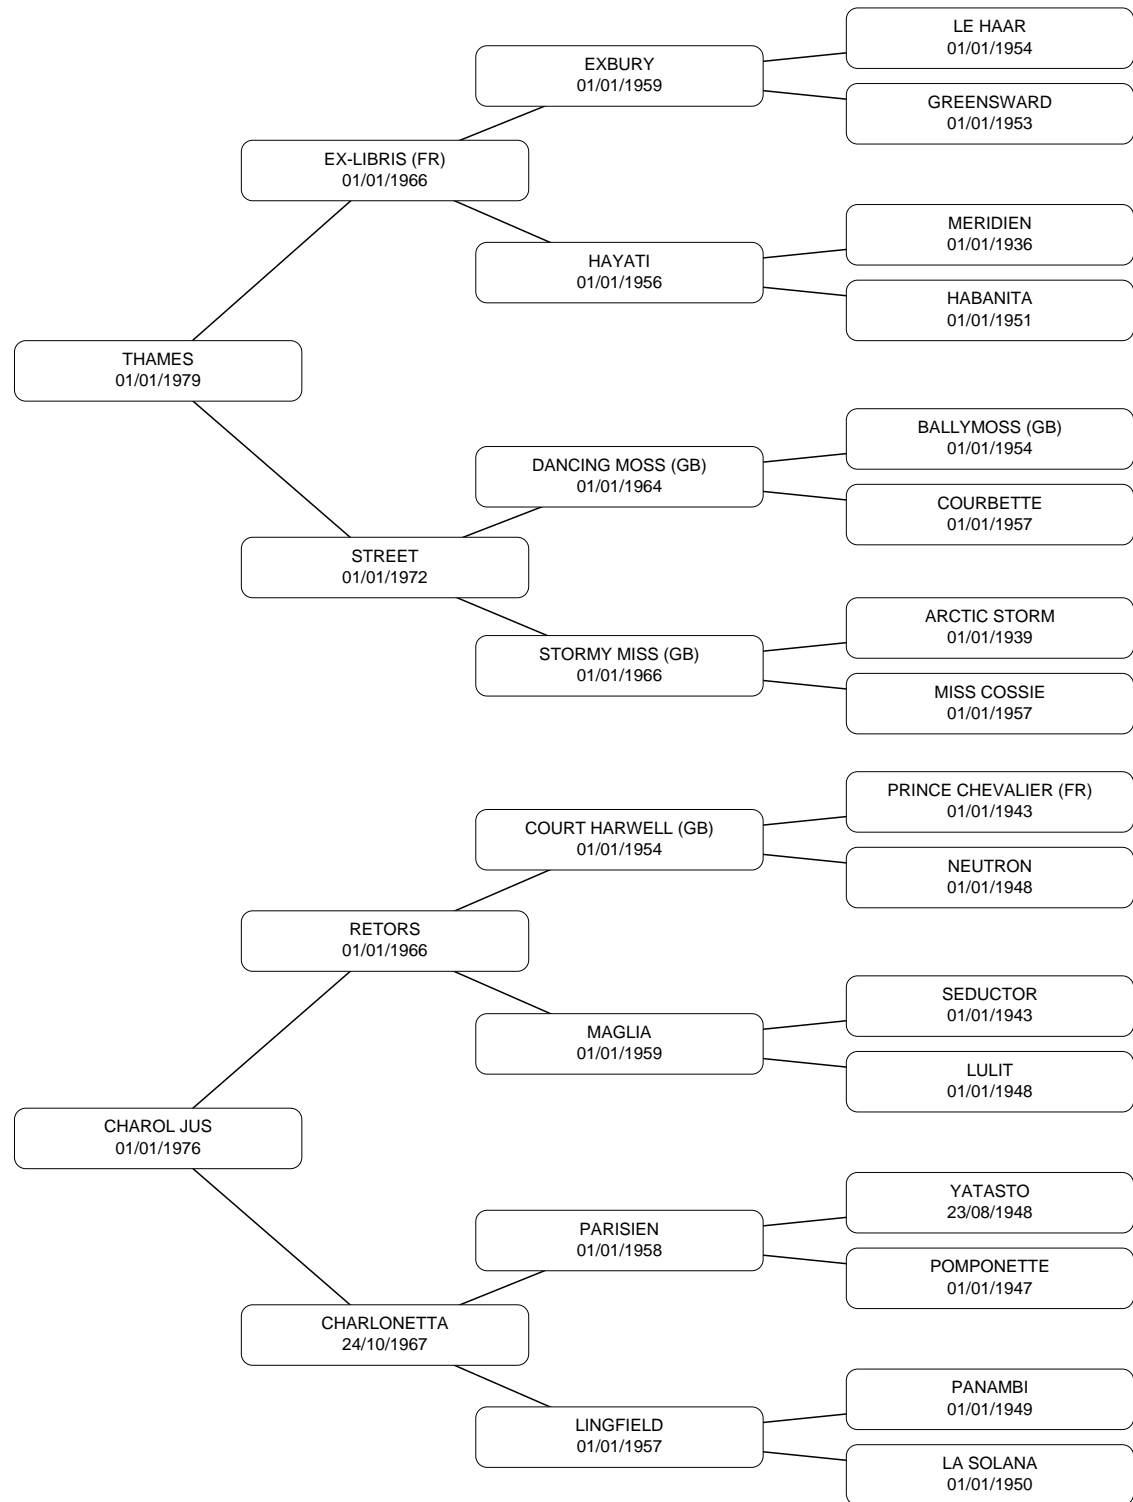 LE HAAR
01/01/1954
EXBURY
01/01/1959
GREENSWARD
01/01/1953
EX-LIBRIS (FR)
01/01/1966
MERIDIEN
01/01/1936
HAYATI
01/01/1956
HABANITA
01/01/1951
THAMES
01/01/1979
BALLYMOSS (GB)
01/01/1954
DANCING MOSS (GB)
01/01/1964
COURBETTE
01/01/1957
STREET
01/01/1972
ARCTIC STORM
01/01/1939
STORMY MISS (GB)
01/01/1966
MISS COSSIE
01/01/1957
PRINCE CHEVALIER (FR)
01/01/1943
COURT HARWELL (GB)
01/01/1954
NEUTRON
01/01/1948
RETORS
01/01/1966
SEDUCTOR
01/01/1943
MAGLIA
01/01/1959
LULIT
01/01/1948
CHAROL JUS
01/01/1976
YATASTO
23/08/1948
PARISIEN
01/01/1958
POMPONETTE
01/01/1947
CHARLONETTA
24/10/1967
PANAMBI
01/01/1949
LINGFIELD
01/01/1957
LA SOLANA
01/01/1950